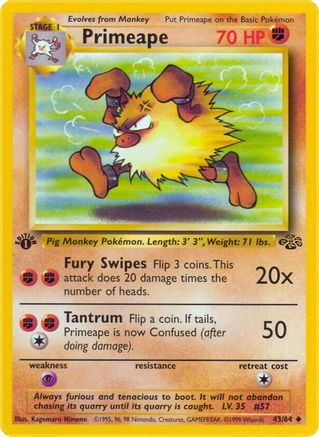 Evolves from Mankey Put Primeape on the Basic Pokémon
STAGE 1 Primeape 70 HP
Pig Monkey Pokémon. Length: 3' 3", Weight: 71 lbs.
EDITION
1
Fury Swipes Flip 3 coins. This
attack does 20 damage times the
number of heads.
20x
Tantrum Flip a coin. If tails,
Primeape is now Confused (after
doing damage).
50
weakness resistance retreat cost
Always furious and tenacious to boot. It will not abandon
chasing its quarry until its quarry is caught. LV. 35 #57
Illus. Kagemaru Himeno ©1995, 96, 98 Nintendo, Creatures, GAMEFREAK. ©1999 Wizards. 43/64